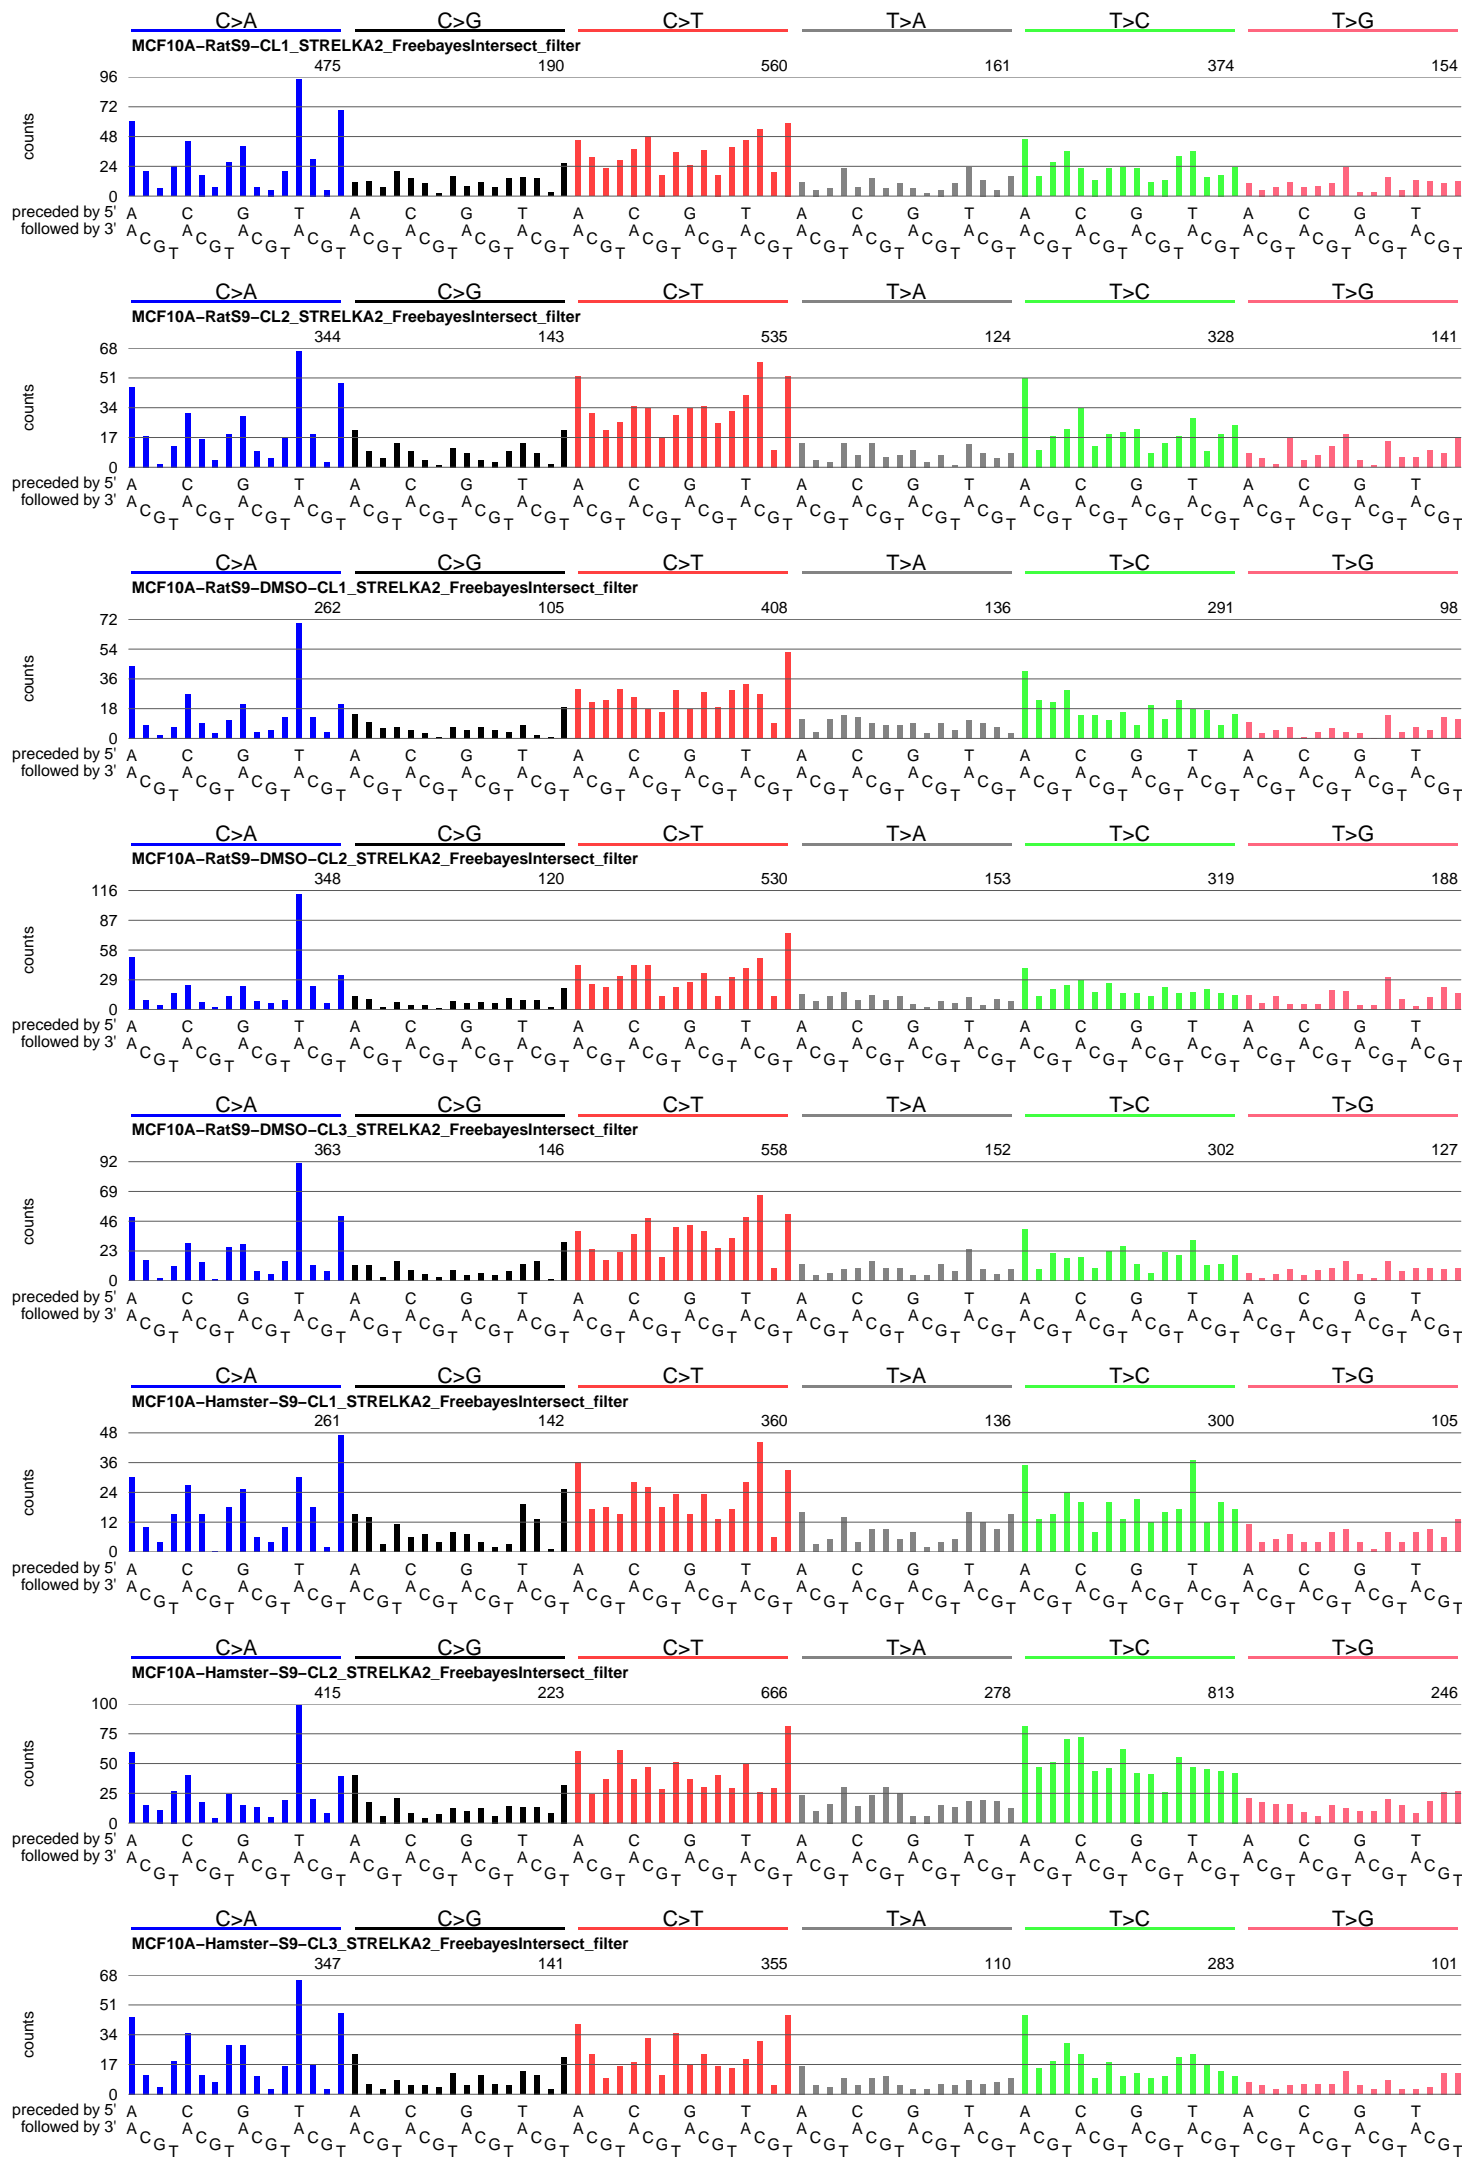 C>A C>G C>T T>A T>C T>G
MCF10A−RatS9−CL1_STRELKA2_FreebayesIntersect_filter
475 190 560 161 374 154
96
72
48
24
0
counts
preceded by 5' A C G T A C G T A C G T A C G T A C G T A C G T
followed by 3' A C G T A C G T A C G T A C G T A C G T A C G T A C G T A C G T A C G T A C G T A C G T A C G T A C G T A C G T A C G T A C G T A C G T A C G T A C G T A C G T A C G T A C G T A C G T A C G T
C>A C>G C>T T>A T>C T>G
MCF10A−RatS9−CL2_STRELKA2_FreebayesIntersect_filter
344 143 535 124 328 141
68
51
34
17
0
counts
preceded by 5' A C G T A C G T A C G T A C G T A C G T A C G T
followed by 3' A C G T A C G T A C G T A C G T A C G T A C G T A C G T A C G T A C G T A C G T A C G T A C G T A C G T A C G T A C G T A C G T A C G T A C G T A C G T A C G T A C G T A C G T A C G T A C G T
C>A C>G C>T T>A T>C T>G
MCF10A−RatS9−DMSO−CL1_STRELKA2_FreebayesIntersect_filter
262 105 408 136 291 98
72
54
36
18
0
counts
preceded by 5' A C G T A C G T A C G T A C G T A C G T A C G T
followed by 3' A C G T A C G T A C G T A C G T A C G T A C G T A C G T A C G T A C G T A C G T A C G T A C G T A C G T A C G T A C G T A C G T A C G T A C G T A C G T A C G T A C G T A C G T A C G T A C G T
C>A C>G C>T T>A T>C T>G
MCF10A−RatS9−DMSO−CL2_STRELKA2_FreebayesIntersect_filter
348 120 530 153 319 188
116
87
58
29
0
counts
preceded by 5' A C G T A C G T A C G T A C G T A C G T A C G T
followed by 3' A C G T A C G T A C G T A C G T A C G T A C G T A C G T A C G T A C G T A C G T A C G T A C G T A C G T A C G T A C G T A C G T A C G T A C G T A C G T A C G T A C G T A C G T A C G T A C G T
C>A C>G C>T T>A T>C T>G
MCF10A−RatS9−DMSO−CL3_STRELKA2_FreebayesIntersect_filter
363 146 558 152 302 127
92
69
46
23
0
counts
preceded by 5' A C G T A C G T A C G T A C G T A C G T A C G T
followed by 3' A C G T A C G T A C G T A C G T A C G T A C G T A C G T A C G T A C G T A C G T A C G T A C G T A C G T A C G T A C G T A C G T A C G T A C G T A C G T A C G T A C G T A C G T A C G T A C G T
C>A C>G C>T T>A T>C T>G
MCF10A−Hamster−S9−CL1_STRELKA2_FreebayesIntersect_filter
261 142 360 136 300 105
48
36
24
12
0
counts
preceded by 5' A C G T A C G T A C G T A C G T A C G T A C G T
followed by 3' A C G T A C G T A C G T A C G T A C G T A C G T A C G T A C G T A C G T A C G T A C G T A C G T A C G T A C G T A C G T A C G T A C G T A C G T A C G T A C G T A C G T A C G T A C G T A C G T
C>A C>G C>T T>A T>C T>G
MCF10A−Hamster−S9−CL2_STRELKA2_FreebayesIntersect_filter
415 223 666 278 813 246
100
75
50
25
0
counts
preceded by 5' A C G T A C G T A C G T A C G T A C G T A C G T
followed by 3' A C G T A C G T A C G T A C G T A C G T A C G T A C G T A C G T A C G T A C G T A C G T A C G T A C G T A C G T A C G T A C G T A C G T A C G T A C G T A C G T A C G T A C G T A C G T A C G T
C>A C>G C>T T>A T>C T>G
MCF10A−Hamster−S9−CL3_STRELKA2_FreebayesIntersect_filter
347 141 355 110 283 101
68
51
34
17
0
counts
preceded by 5' A C G T A C G T A C G T A C G T A C G T A C G T
followed by 3' A C G T A C G T A C G T A C G T A C G T A C G T A C G T A C G T A C G T A C G T A C G T A C G T A C G T A C G T A C G T A C G T A C G T A C G T A C G T A C G T A C G T A C G T A C G T A C G T